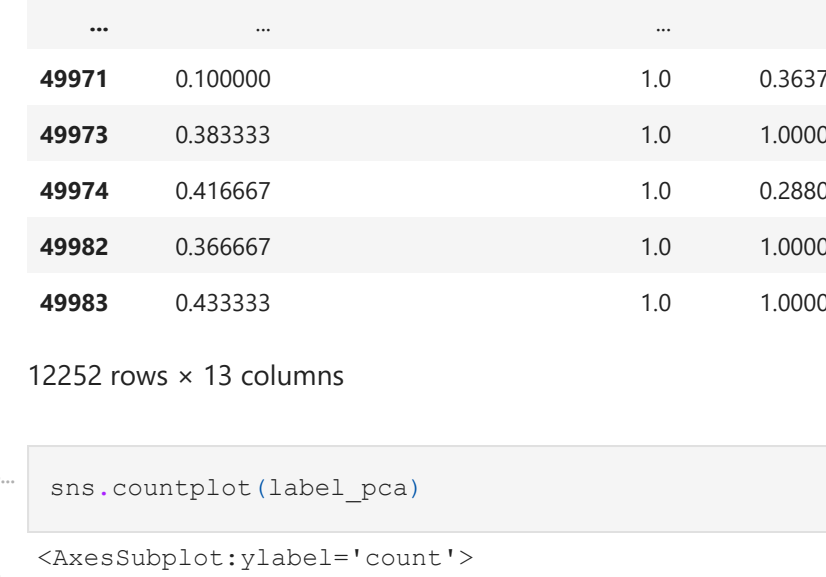 ... ... ...
49971 0.100000 1.0 0.3637
49973 0.383333 1.0 1.0000
49974 0.416667 1.0 0.2880
49982 0.366667 1.0 1.0000
49983 0.433333 1.0 1.0000
12252 rows × 13 columns
... sns.countplot(label_pca)
<AxesSubplot:ylabel='count'>